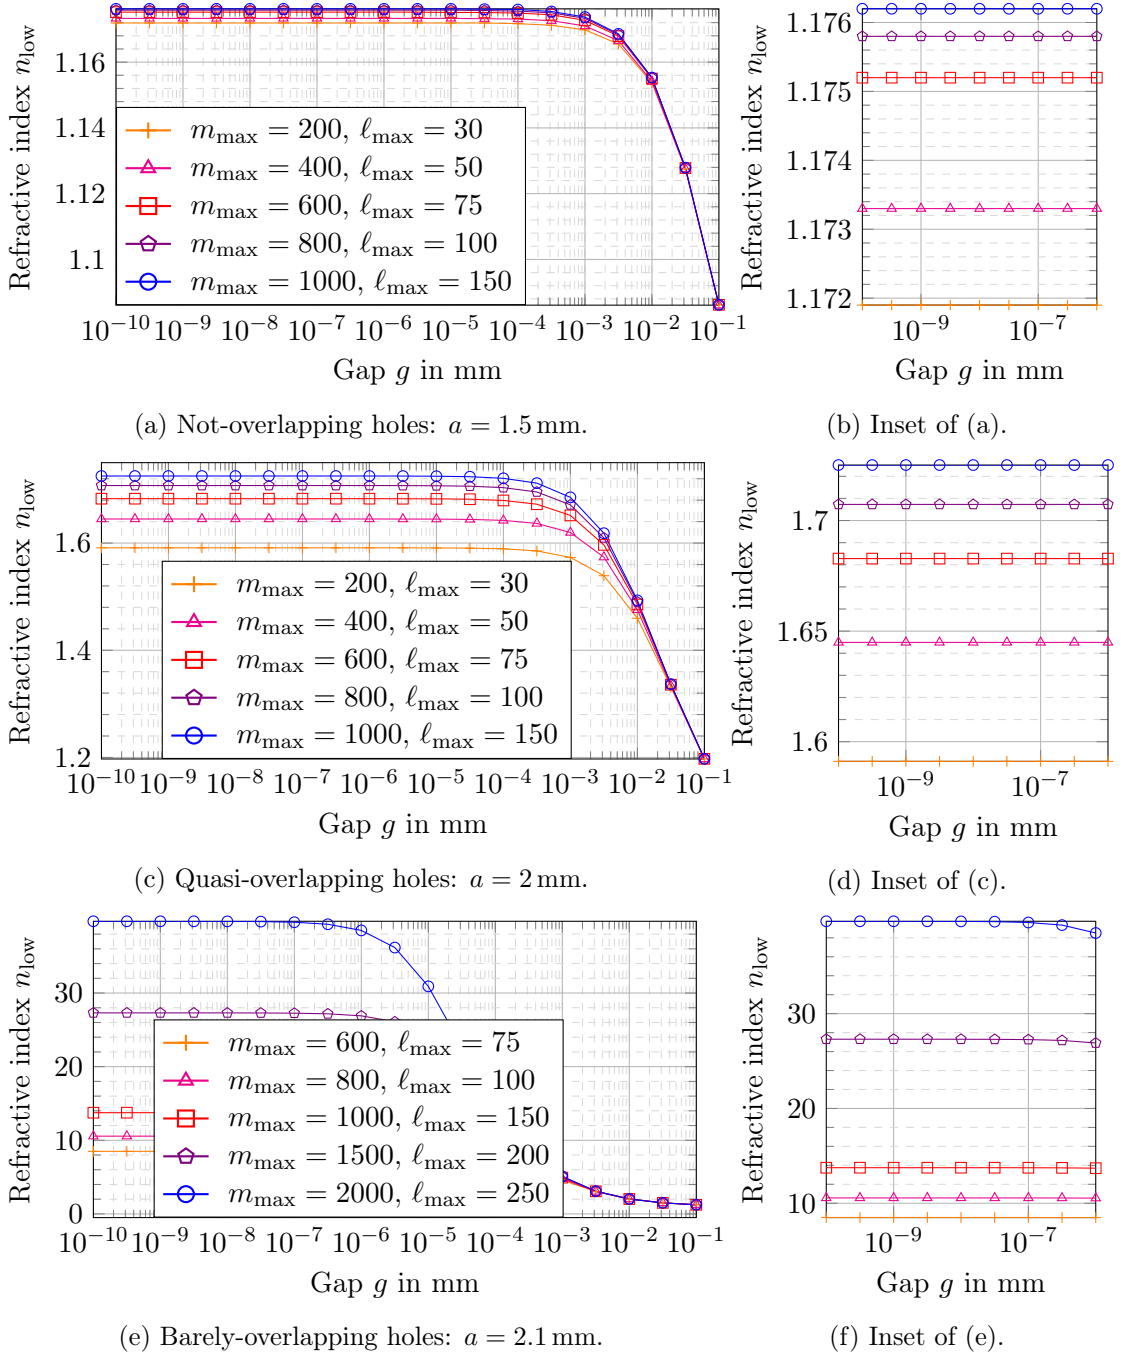 Refractive index n_low
1.16
1.14
1.12
1.1
m_max = 200, ℓ_max = 30
m_max = 400, ℓ_max = 50
m_max = 600, ℓ_max = 75
m_max = 800, ℓ_max = 100
m_max = 1000, ℓ_max = 150
10^−10 10^−9 10^−8 10^−7 10^−6 10^−5 10^−4 10^−3 10^−2 10^−1
Gap g in mm
(a) Not-overlapping holes: a = 1.5 mm.
Refractive index n_low
1.176
1.175
1.174
1.173
1.172
10^−9 10^−7
Gap g in mm
(b) Inset of (a).
Refractive index n_low
1.6
1.4
1.2
m_max = 200, ℓ_max = 30
m_max = 400, ℓ_max = 50
m_max = 600, ℓ_max = 75
m_max = 800, ℓ_max = 100
m_max = 1000, ℓ_max = 150
10^−10 10^−9 10^−8 10^−7 10^−6 10^−5 10^−4 10^−3 10^−2 10^−1
Gap g in mm
(c) Quasi-overlapping holes: a = 2 mm.
Refractive index n_low
1.7
1.65
1.6
10^−9 10^−7
Gap g in mm
(d) Inset of (c).
Refractive index n_low
30
20
10
0
m_max = 600, ℓ_max = 75
m_max = 800, ℓ_max = 100
m_max = 1000, ℓ_max = 150
m_max = 1500, ℓ_max = 200
m_max = 2000, ℓ_max = 250
10^−10 10^−9 10^−8 10^−7 10^−6 10^−5 10^−4 10^−3 10^−2 10^−1
Gap g in mm
(e) Barely-overlapping holes: a = 2.1 mm.
Refractive index n_low
30
20
10
10^−9 10^−7
Gap g in mm
(f) Inset of (e).